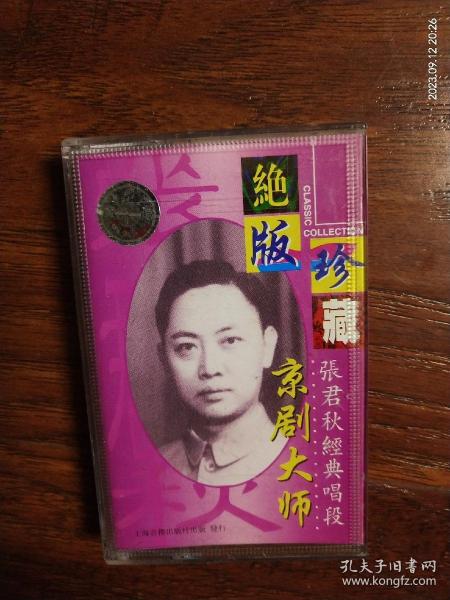 2023.09.12 20:26
絶版
珍藏
CLASSIC COLLECTION
京剧大师
張君秋經典唱段
上海音像出版社出版 發行
孔夫子旧书网
www.kongfz.com